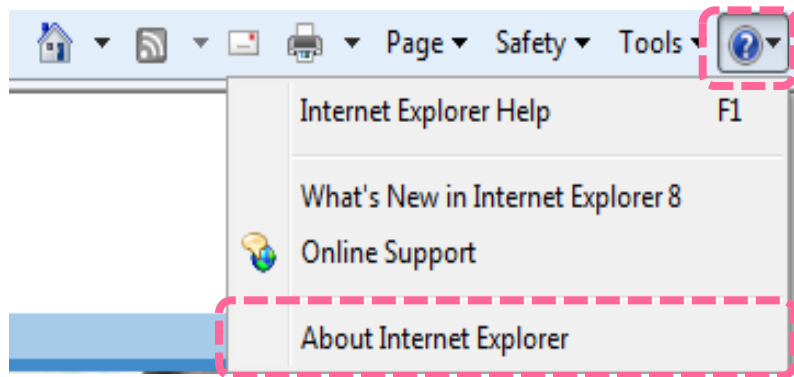 Page Safety Tools ?
Internet Explorer Help F1
What's New in Internet Explorer 8
Online Support
About Internet Explorer